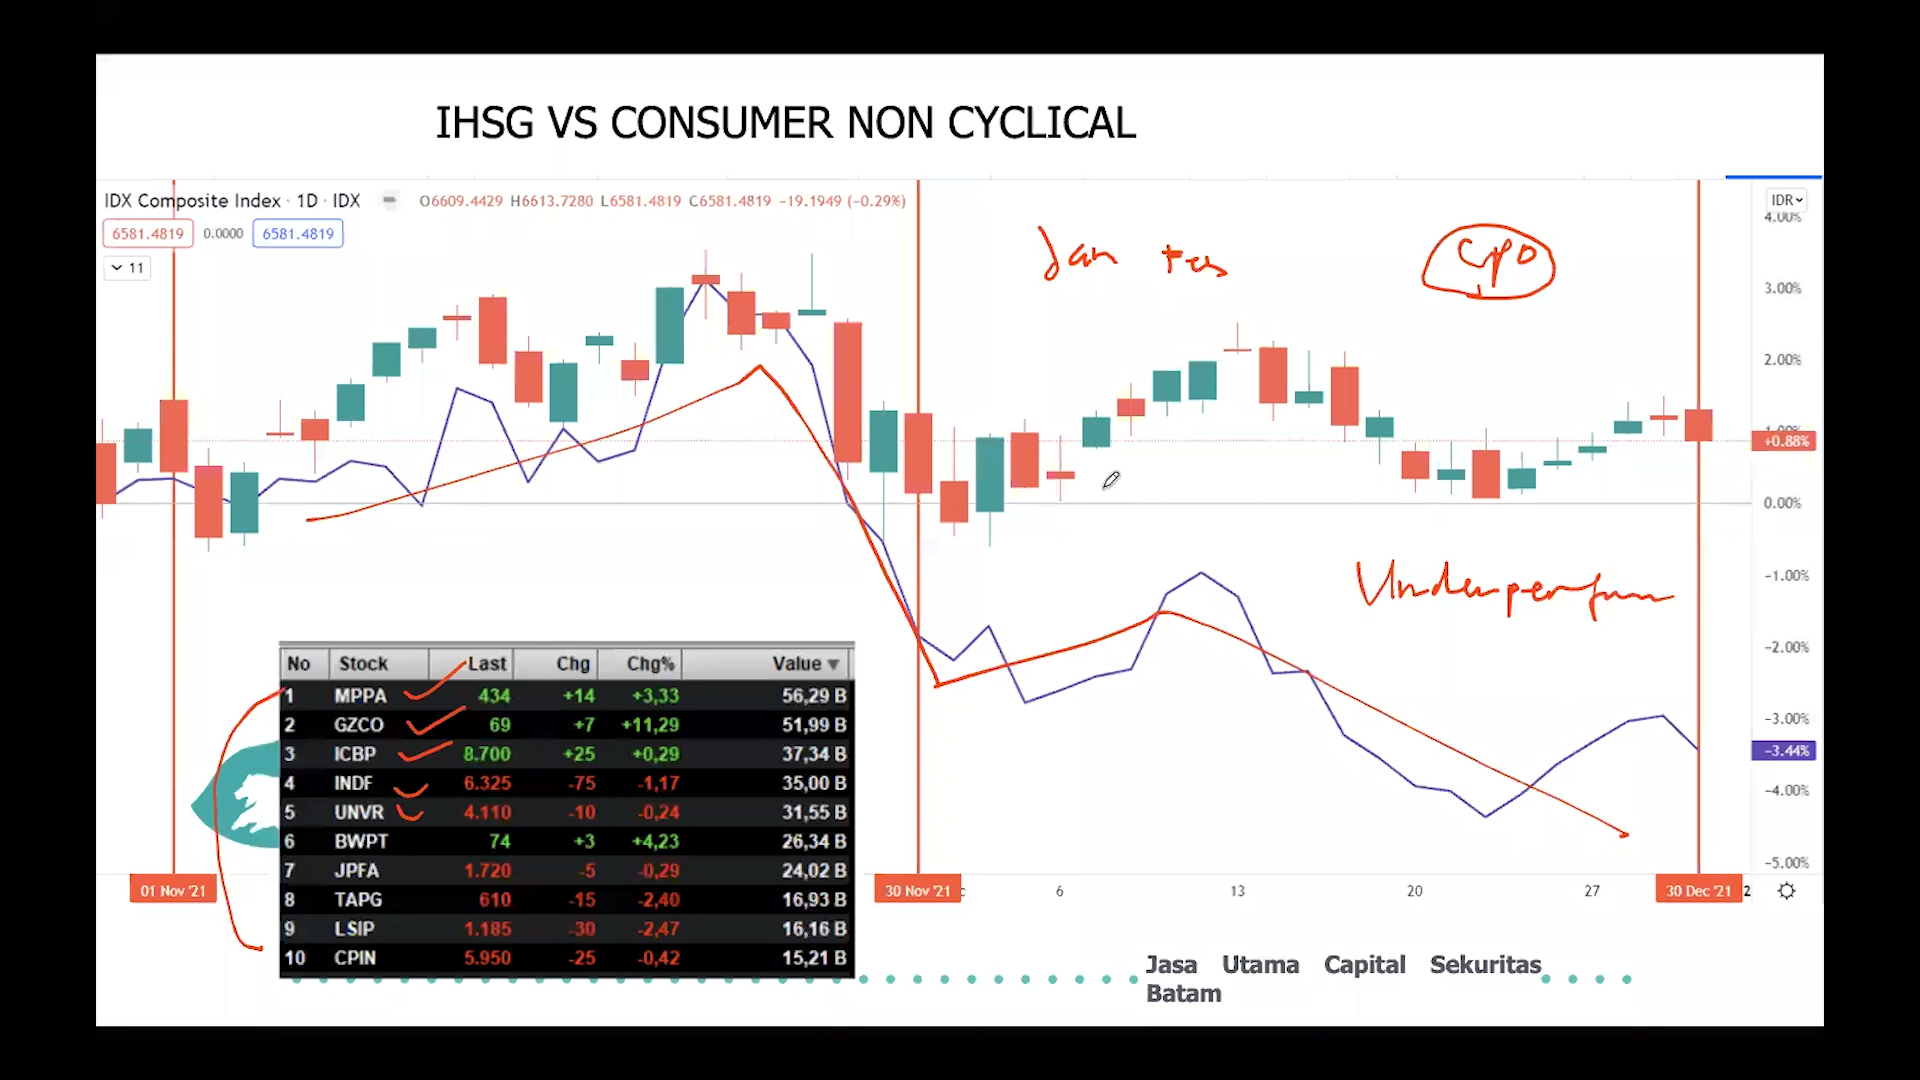 IHSG VS CONSUMER NON CYCLICAL
IDX Composite Index · 1D · IDX O6609.4429 H6613.7280 L6581.4819 C6581.4819 −19.1949 (−0.29%)
IDR
6581.4819 0.0000 6581.4819
11
Jan Feb
CPO
4.00%
3.00%
2.00%
1.00%
+0.88%
0.00%
−1.00%
Underperform
−2.00%
−3.00%
−3.44%
−4.00%
−5.00%
No Stock Last Chg Chg% Value
1 MPPA 434 +14 +3,33 56,29 B
2 GZCO 69 +7 +11,29 51,99 B
3 ICBP 8.700 +25 +0,29 37,34 B
4 INDF 6.325 -75 -1,17 35,00 B
5 UNVR 4.110 -10 -0,24 31,55 B
6 BWPT 74 +3 +4,23 26,34 B
7 JPFA 1.720 -5 -0,29 24,02 B
8 TAPG 610 -15 -2,40 16,93 B
9 LSIP 1.185 -30 -2,47 16,16 B
10 CPIN 5.950 -25 -0,42 15,21 B
01 Nov '21 30 Nov '21 6 13 20 27 30 Dec '21 2
Jasa Utama Capital Sekuritas
Batam